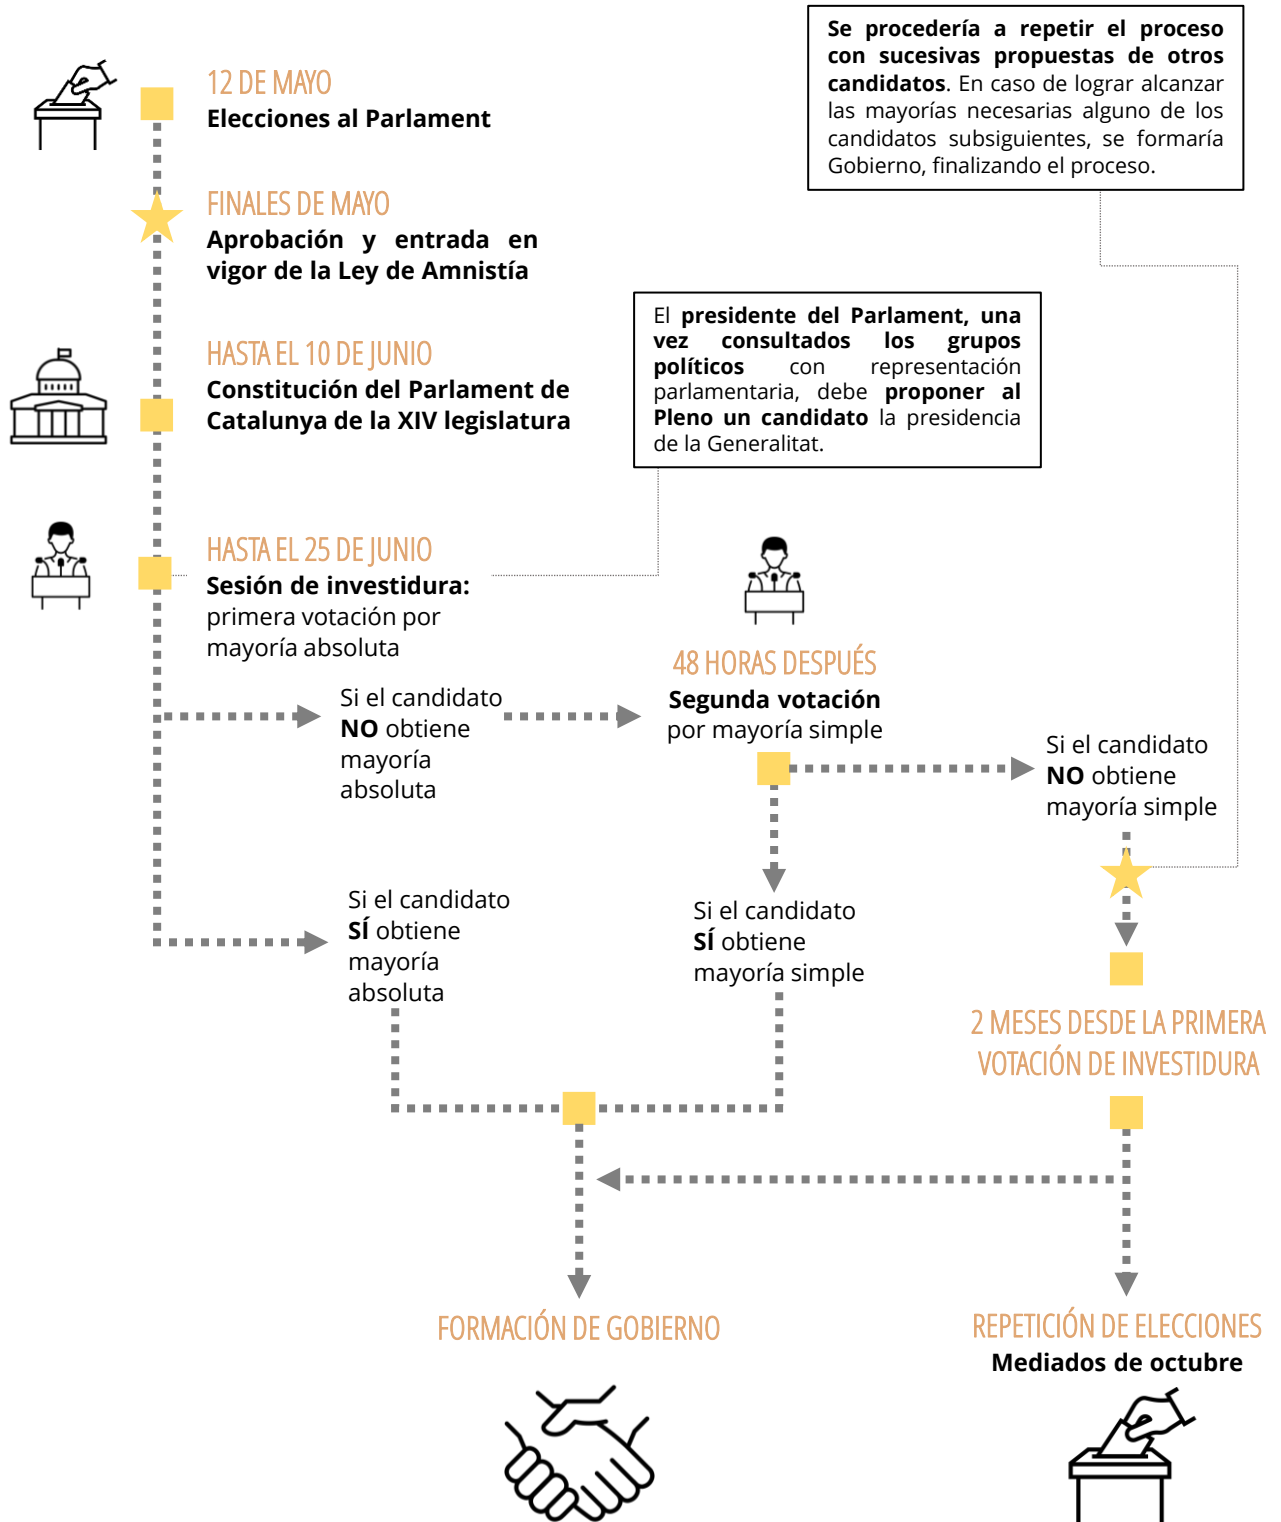 Se procedería a repetir el proceso
con sucesivas propuestas de otros
candidatos. En caso de lograr alcanzar
las mayorías necesarias alguno de los
candidatos subsiguientes, se formaría
Gobierno, finalizando el proceso.
12 DE MAYO
Elecciones al Parlament
FINALES DE MAYO
Aprobación y entrada en
vigor de la Ley de Amnistía
El presidente del Parlament, una
vez consultados los grupos
políticos con representación
parlamentaria, debe proponer al
Pleno un candidato la presidencia
de la Generalitat.
HASTA EL 10 DE JUNIO
Constitución del Parlament de
Catalunya de la XIV legislatura
HASTA EL 25 DE JUNIO
Sesión de investidura:
primera votación por
mayoría absoluta
Si el candidato
NO obtiene
mayoría
absoluta
48 HORAS DESPUÉS
Segunda votación
por mayoría simple
Si el candidato
NO obtiene
mayoría simple
Si el candidato
SÍ obtiene
mayoría
absoluta
Si el candidato
SÍ obtiene
mayoría simple
2 MESES DESDE LA PRIMERA
VOTACIÓN DE INVESTIDURA
FORMACIÓN DE GOBIERNO
REPETICIÓN DE ELECCIONES
Mediados de octubre